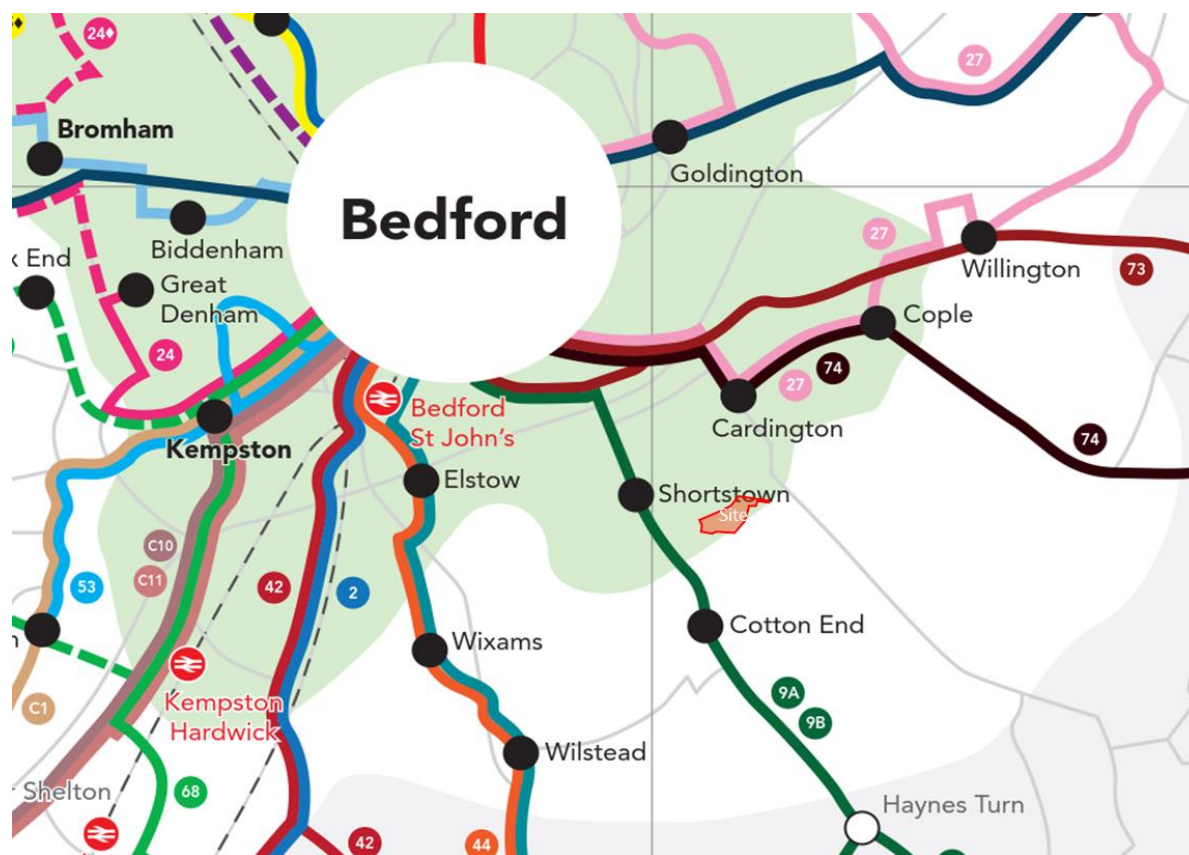 24♦
27
Bromham
Goldington
Bedford
27
Biddenham
Willington
73
x End
Great
Denham
Cople
24
74
27
Bedford
St John's
Cardington
Kempston
74
Elstow
Shortstown
Site
C10
C11
53
42
2
Cotton End
Wixams
Kempston
Hardwick
9A
9B
C1
Wilstead
Shelton
68
Haynes Turn
42
44